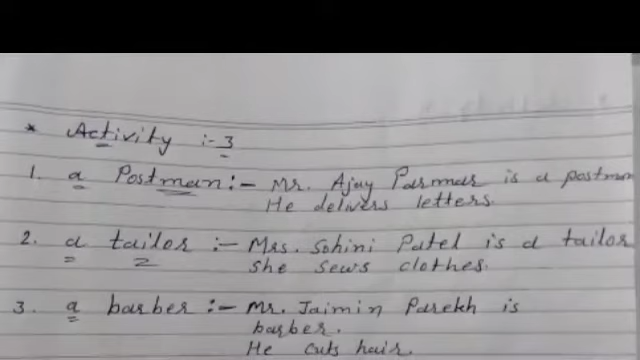 * Activity :- 3
1. a Postman :- Mr. Ajay Parmar is a postman
He delivers letters.
2. a tailor :- Mrs. Sohini Patel is a tailor
she sews clothes.
3. a barber :- Mr. Jaimin Parekh is
barber.
He cuts hair.